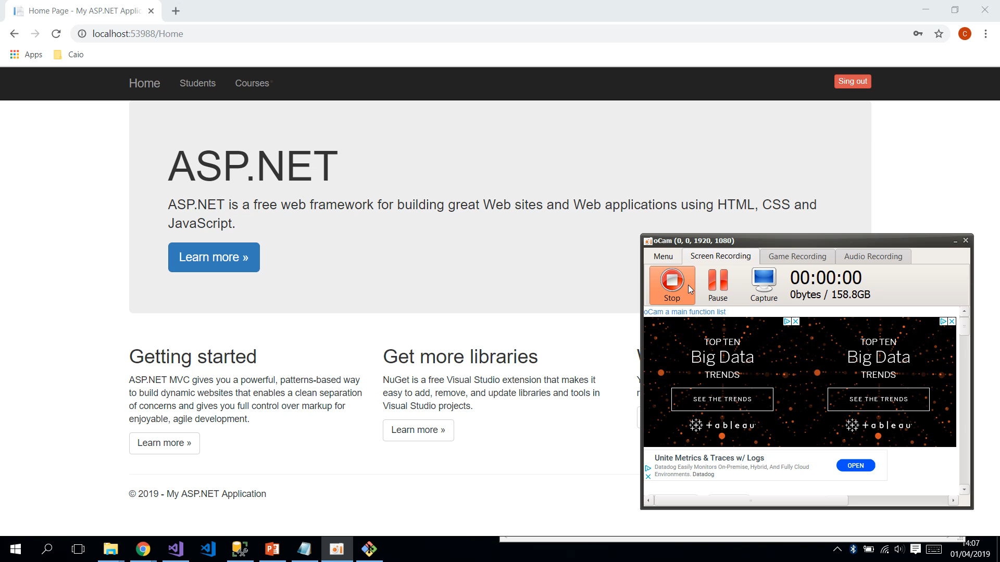 Home Page - My ASP.NET Applic
localhost:53988/Home
C
Apps
Caio
Home
Students
Courses
Sing out
ASP.NET
ASP.NET is a free web framework for building great Web sites and Web applications using HTML, CSS and
JavaScript.
Learn more »
Getting started
ASP.NET MVC gives you a powerful, patterns-based way
to build dynamic websites that enables a clean separation
of concerns and gives you full control over markup for
enjoyable, agile development.
Learn more »
Get more libraries
NuGet is a free Visual Studio extension that makes it
easy to add, remove, and update libraries and tools in
Visual Studio projects.
Learn more »
© 2019 - My ASP.NET Application
oCam (0, 0, 1920, 1080)
Menu
Screen Recording
Game Recording
Audio Recording
Stop
Pause
Capture
00:00:00
0bytes / 158.8GB
oCam a main function list
TOP TEN
Big Data
TRENDS
SEE THE TRENDS
+ableau
TOP TEN
Big Data
TRENDS
SEE THE TRENDS
+ableau
Unite Metrics & Traces w/ Logs
Datadog Easily Monitors On-Premise, Hybrid, And Fully Cloud
Environments. Datadog
OPEN
14:07
01/04/2019